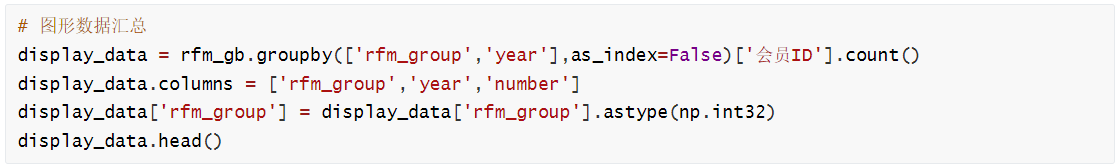 # 图形数据汇总
display_data = rfm_gb.groupby(['rfm_group','year'],as_index=False)['会员ID'].count()
display_data.columns = ['rfm_group','year','number']
display_data['rfm_group'] = display_data['rfm_group'].astype(np.int32)
display_data.head()